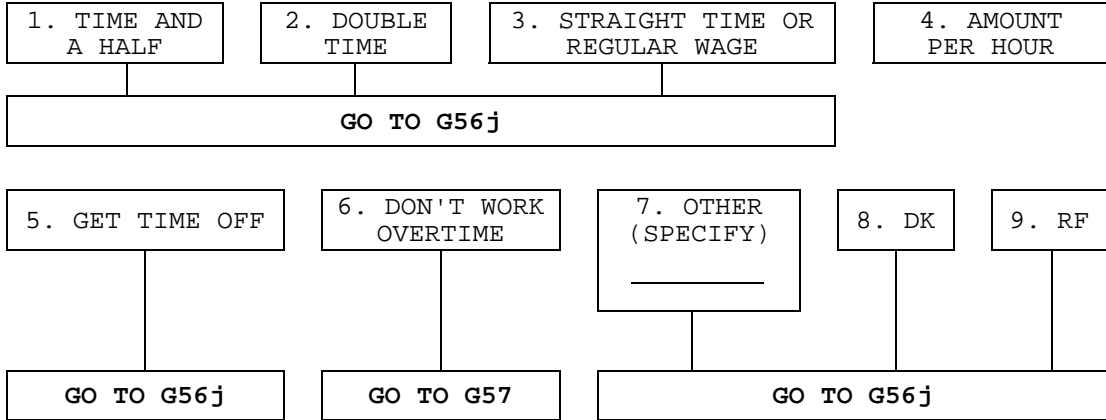 1. TIME AND 2. DOUBLE 3. STRAIGHT TIME OR 4. AMOUNT
A HALF TIME REGULAR WAGE PER HOUR
GO TO G56j
5. GET TIME OFF 6. DON'T WORK 7. OTHER 8. DK 9. RF
OVERTIME (SPECIFY)
GO TO G56j GO TO G57 GO TO G56j